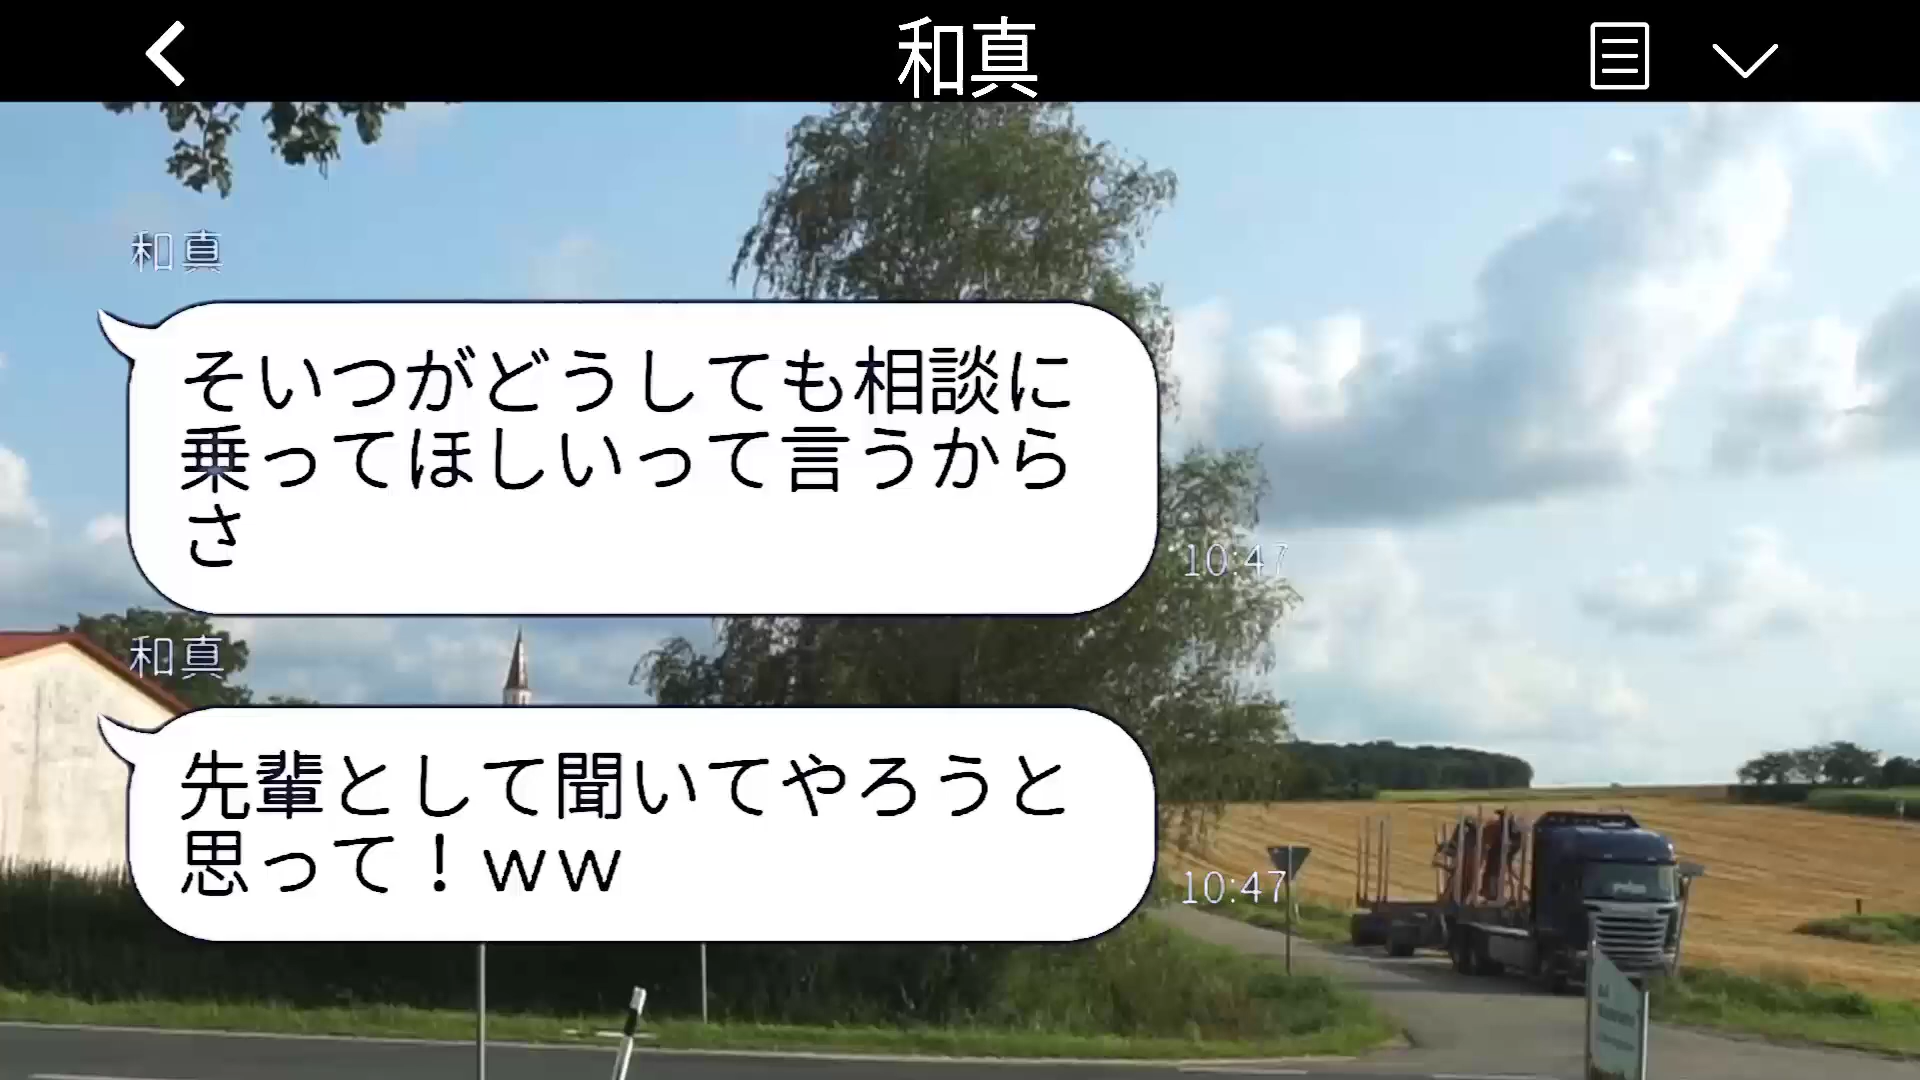 和真
和真
そいつがどうしても相談に
乗ってほしいって言うから
さ
10:47
和真
先輩として聞いてやろうと
思って！ｗｗ
10:47